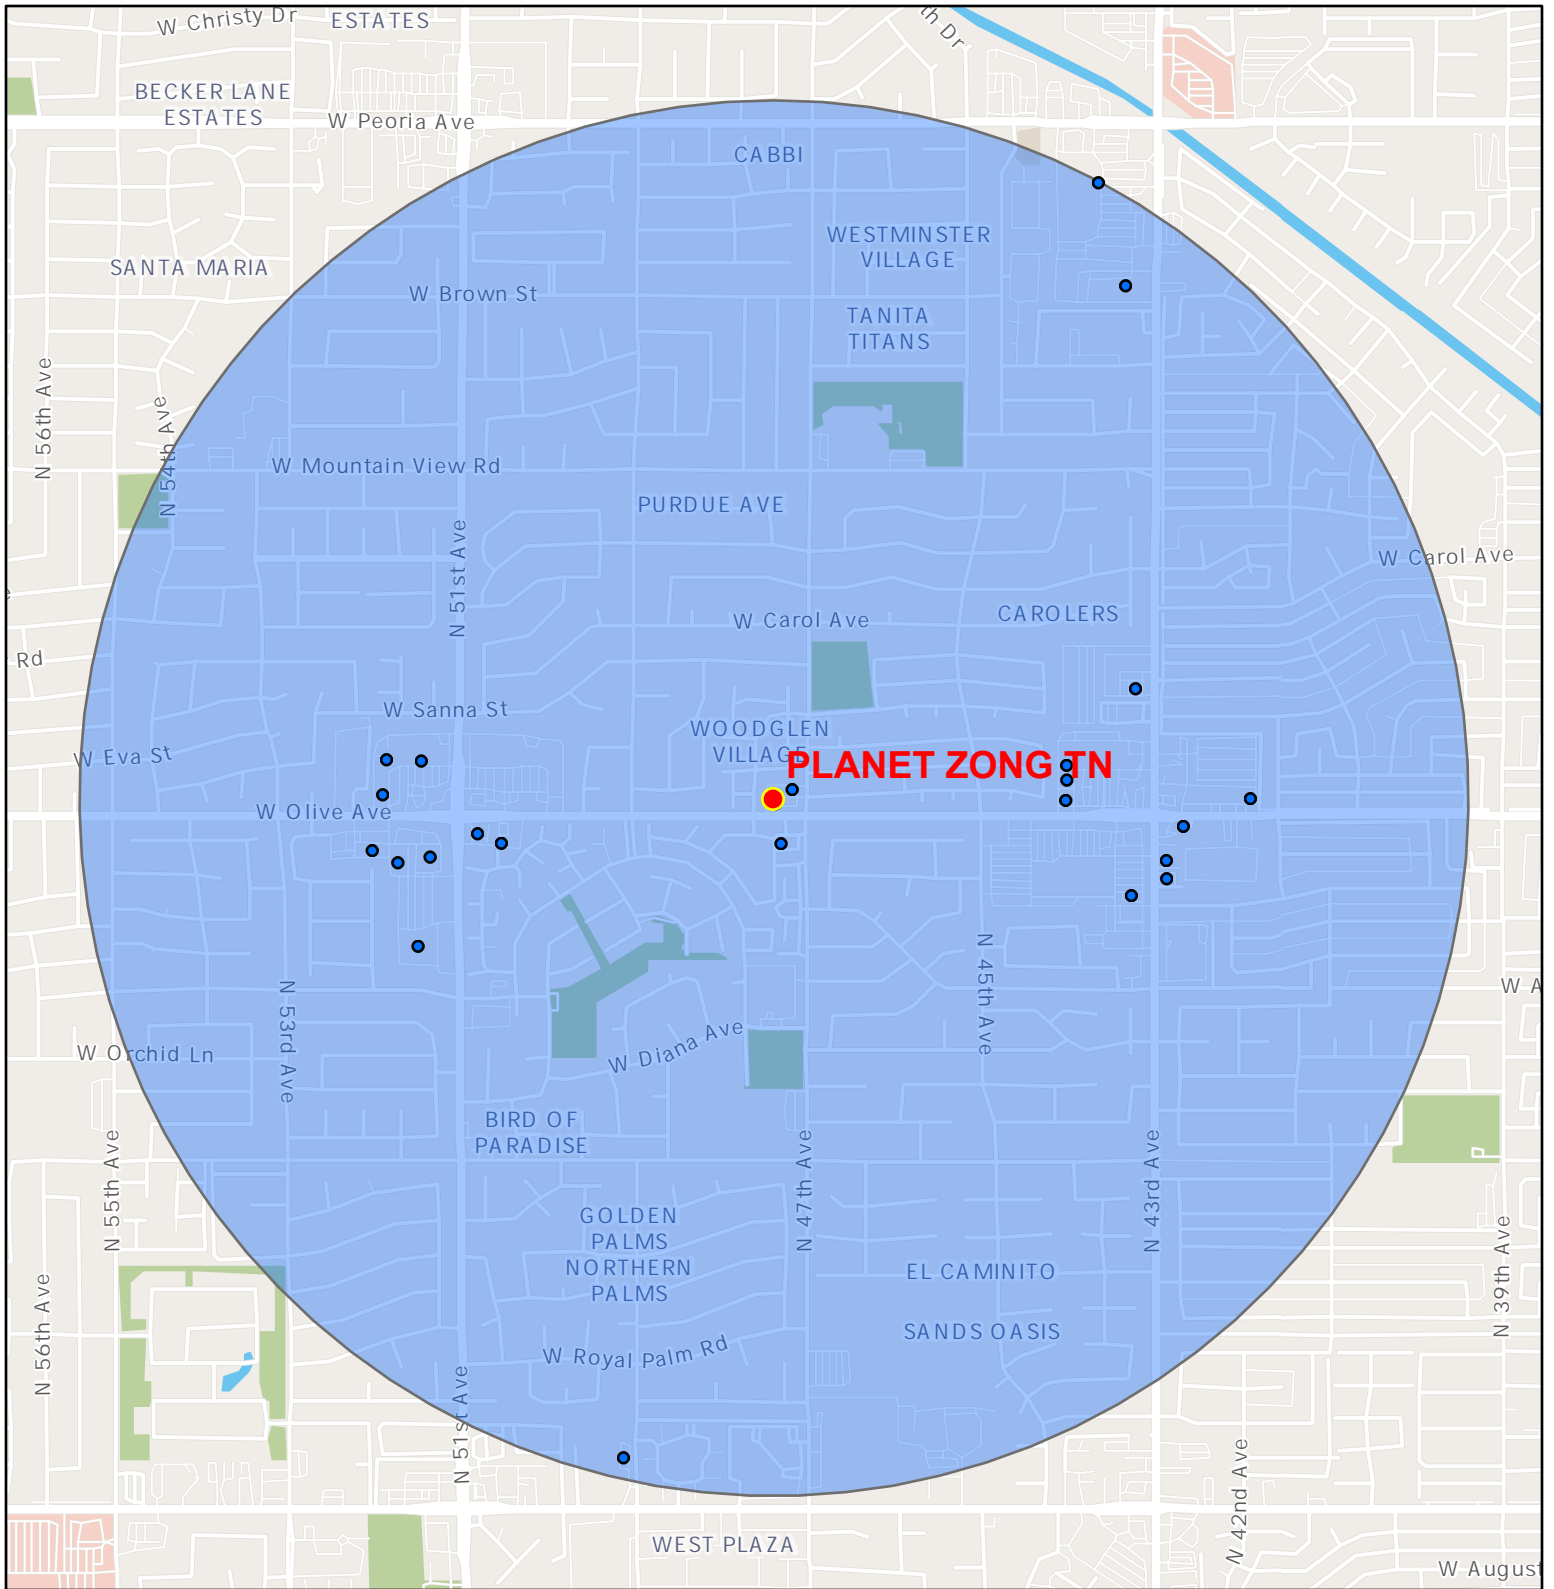 W Christy Dr
ESTATES
th Dr
BECKER LANE
ESTATES
W Peoria Ave
CABBI
WESTMINSTER
VILLAGE
SANTA MARIA
W Brown St
TANITA
TITANS
N 56th Ave
N 54th Ave
W Mountain View Rd
PURDUE AVE
N 51st Ave
W Carol Ave
e
W Carol Ave
CAROLERS
Rd
W Sanna St
WOODGLEN
VILLAGE
W Eva St
PLANET ZONG TN
W Olive Ave
N 45th Ave
N 53rd Ave
W A
W Orchid Ln
W Diana Ave
BIRD OF
PARADISE
N 55th Ave
N 47th Ave
N 43rd Ave
GOLDEN
PALMS
NORTHERN
PALMS
EL CAMINITO
N 39th Ave
N 56th Ave
SANDS OASIS
W Royal Palm Rd
N 51st Ave
N 42nd Ave
WEST PLAZA
W August